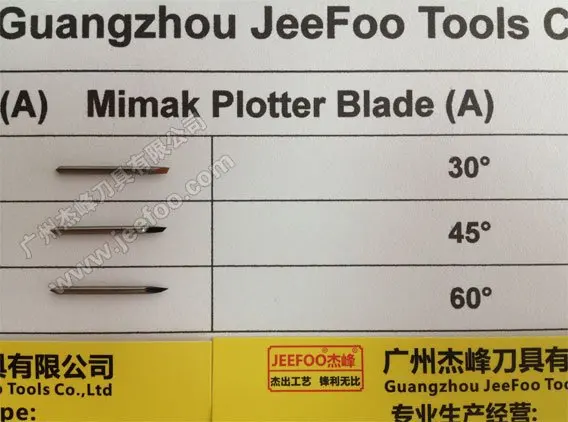 Guangzhou JeeFoo Tools C
(A) Mimak Plotter Blade (A)
30°
45°
60°
广州杰峰刀具有限公司
www.jeefoo.com
具有限公司
o Tools Co.,Ltd
ype:
JEEFOO杰峰
杰出工艺 锋利无比
广州杰峰刀具有
Guangzhou JeeFoo Tool
专业生产经营: